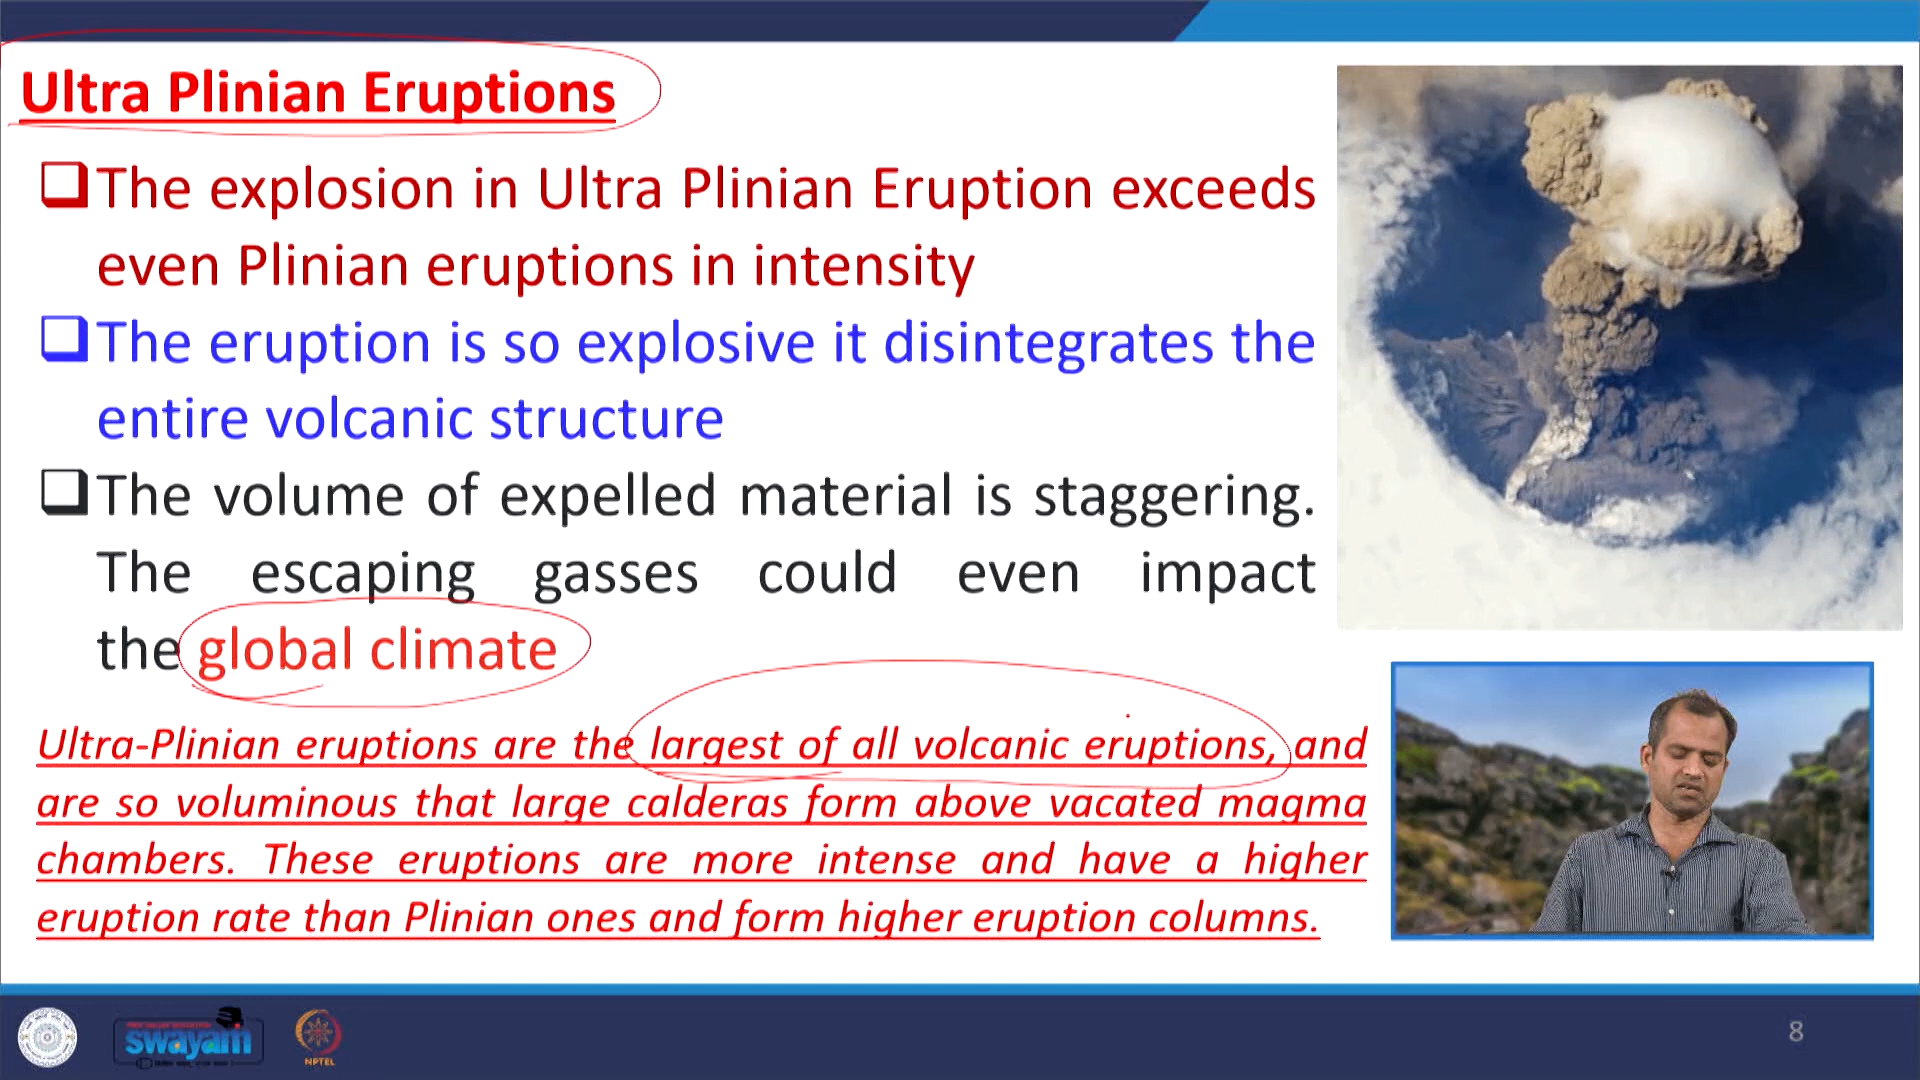 Ultra Plinian Eruptions
The explosion in Ultra Plinian Eruption exceeds
even Plinian eruptions in intensity
The eruption is so explosive it disintegrates the
entire volcanic structure
The volume of expelled material is staggering.
The escaping gasses could even impact
the global climate
Ultra-Plinian eruptions are the largest of all volcanic eruptions, and
are so voluminous that large calderas form above vacated magma
chambers. These eruptions are more intense and have a higher
eruption rate than Plinian ones and form higher eruption columns.
swayam
NPTEL
8